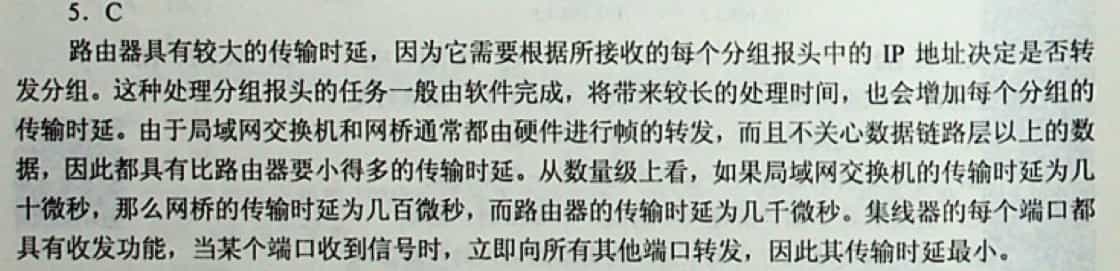 5. C
路由器具有较大的传输时延，因为它需要根据所接收的每个分组报头中的 IP 地址决定是否转
发分组。这种处理分组报头的任务一般由软件完成，将带来较长的处理时间，也会增加每个分组的
传输时延。由于局域网交换机和网桥通常都由硬件进行帧的转发，而且不关心数据链路层以上的数
据，因此都具有比路由器要小得多的传输时延。从数量级上看，如果局域网交换机的传输时延为几
十微秒，那么网桥的传输时延为几百微秒，而路由器的传输时延为几千微秒。集线器的每个端口都
具有收发功能，当某个端口收到信号时，立即向所有其他端口转发，因此其传输时延最小。